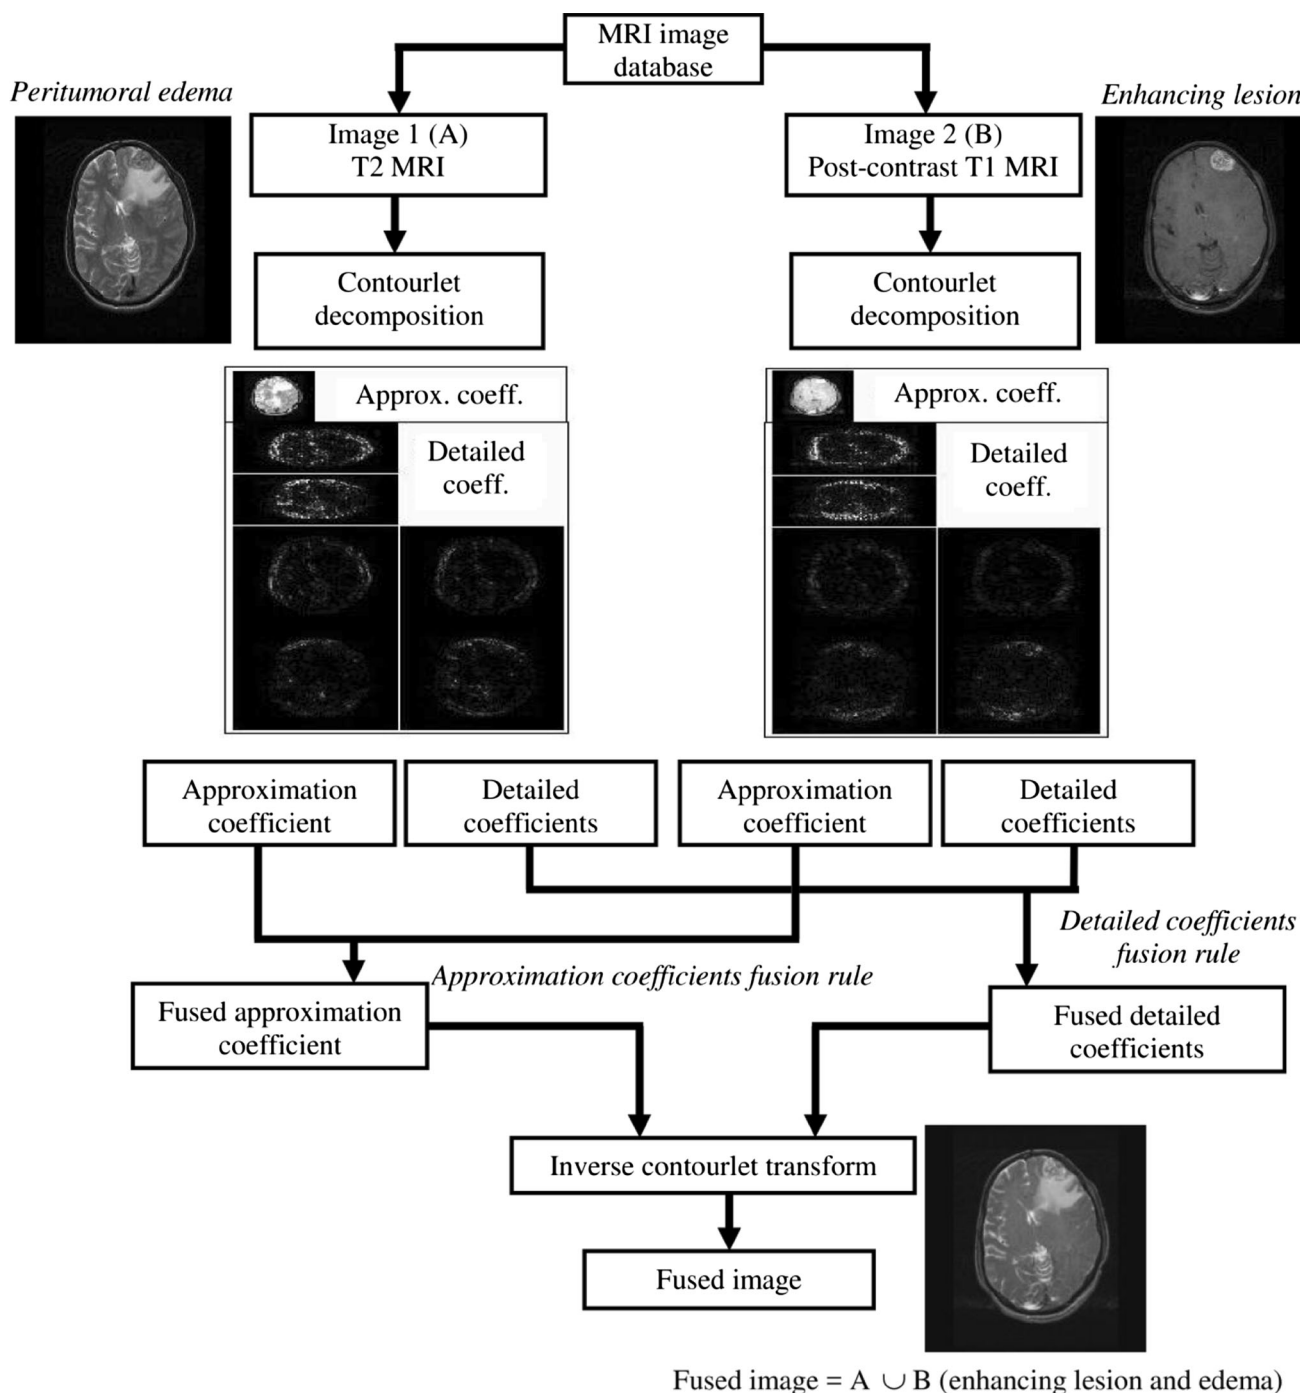 MRI image
database
Peritumoral edema
Enhancing lesion
Image 1 (A)
T2 MRI
Image 2 (B)
Post-contrast T1 MRI
Contourlet
decomposition
Contourlet
decomposition
Approx. coeff.
Detailed
coeff.
Approx. coeff.
Detailed
coeff.
Approximation
coefficient
Detailed
coefficients
Approximation
coefficient
Detailed
coefficients
Detailed coefficients
fusion rule
Approximation coefficients fusion rule
Fused approximation
coefficient
Fused detailed
coefficients
Inverse contourlet transform
Fused image
Fused image = A ∪ B (enhancing lesion and edema)